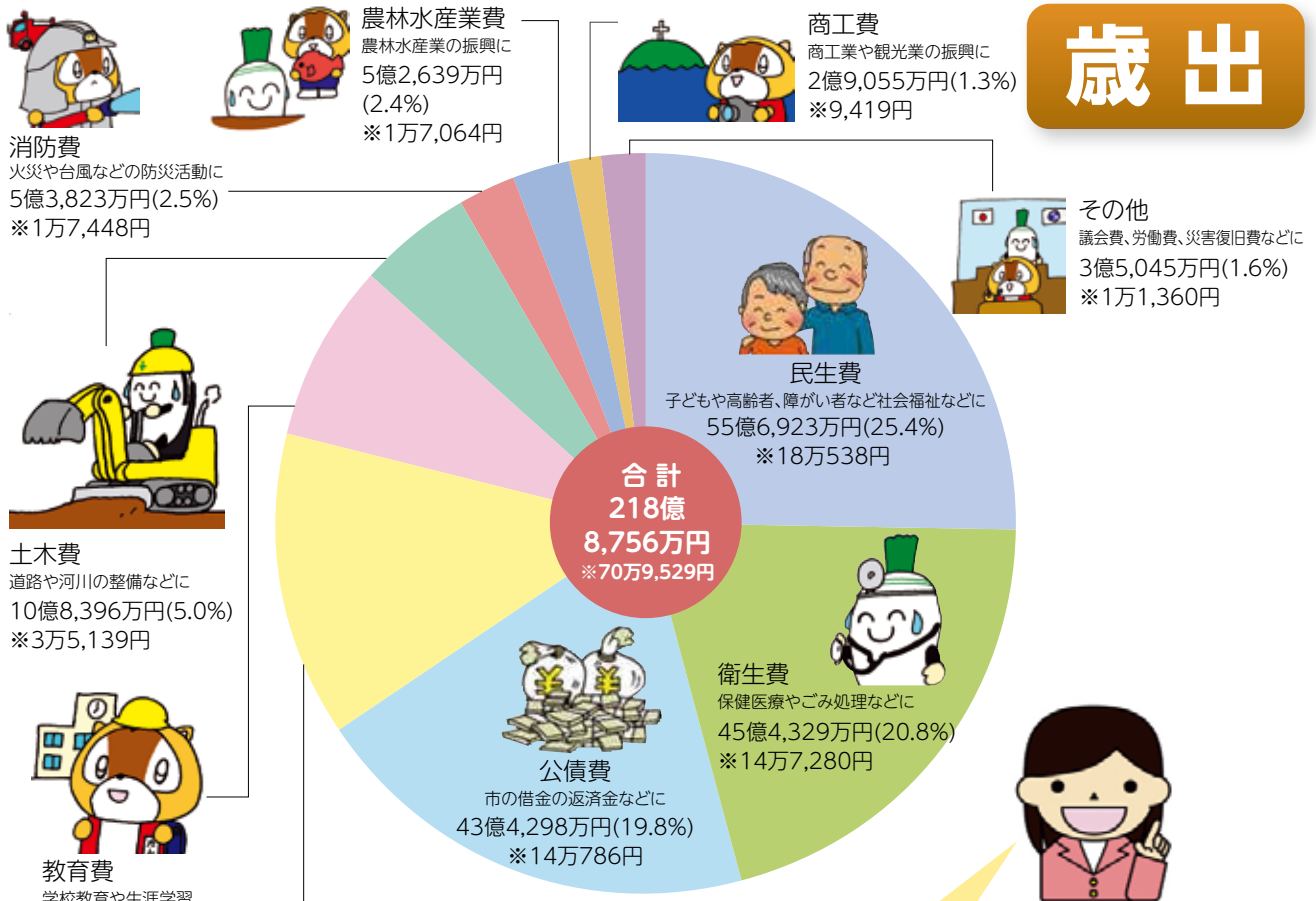 歳出
農林水産業費
農林水産業の振興に
5億2,639万円
(2.4%)
※1万7,064円
商工費
商工業や観光業の振興に
2億9,055万円(1.3%)
※9,419円
消防費
火災や台風などの防災活動に
5億3,823万円(2.5%)
※1万7,448円
その他
議会費、労働費、災害復旧費などに
3億5,045万円(1.6%)
※1万1,360円
民生費
子どもや高齢者、障がい者など社会福祉などに
55億6,923万円(25.4%)
※18万538円
合計
218億
8,756万円
※70万9,529円
土木費
道路や河川の整備などに
10億8,396万円(5.0%)
※3万5,139円
衛生費
保健医療やごみ処理などに
45億4,329万円(20.8%)
※14万7,280円
¥ ¥
公債費
市の借金の返済金などに
43億4,298万円(19.8%)
※14万786円
教育費
学校教育や生涯学習